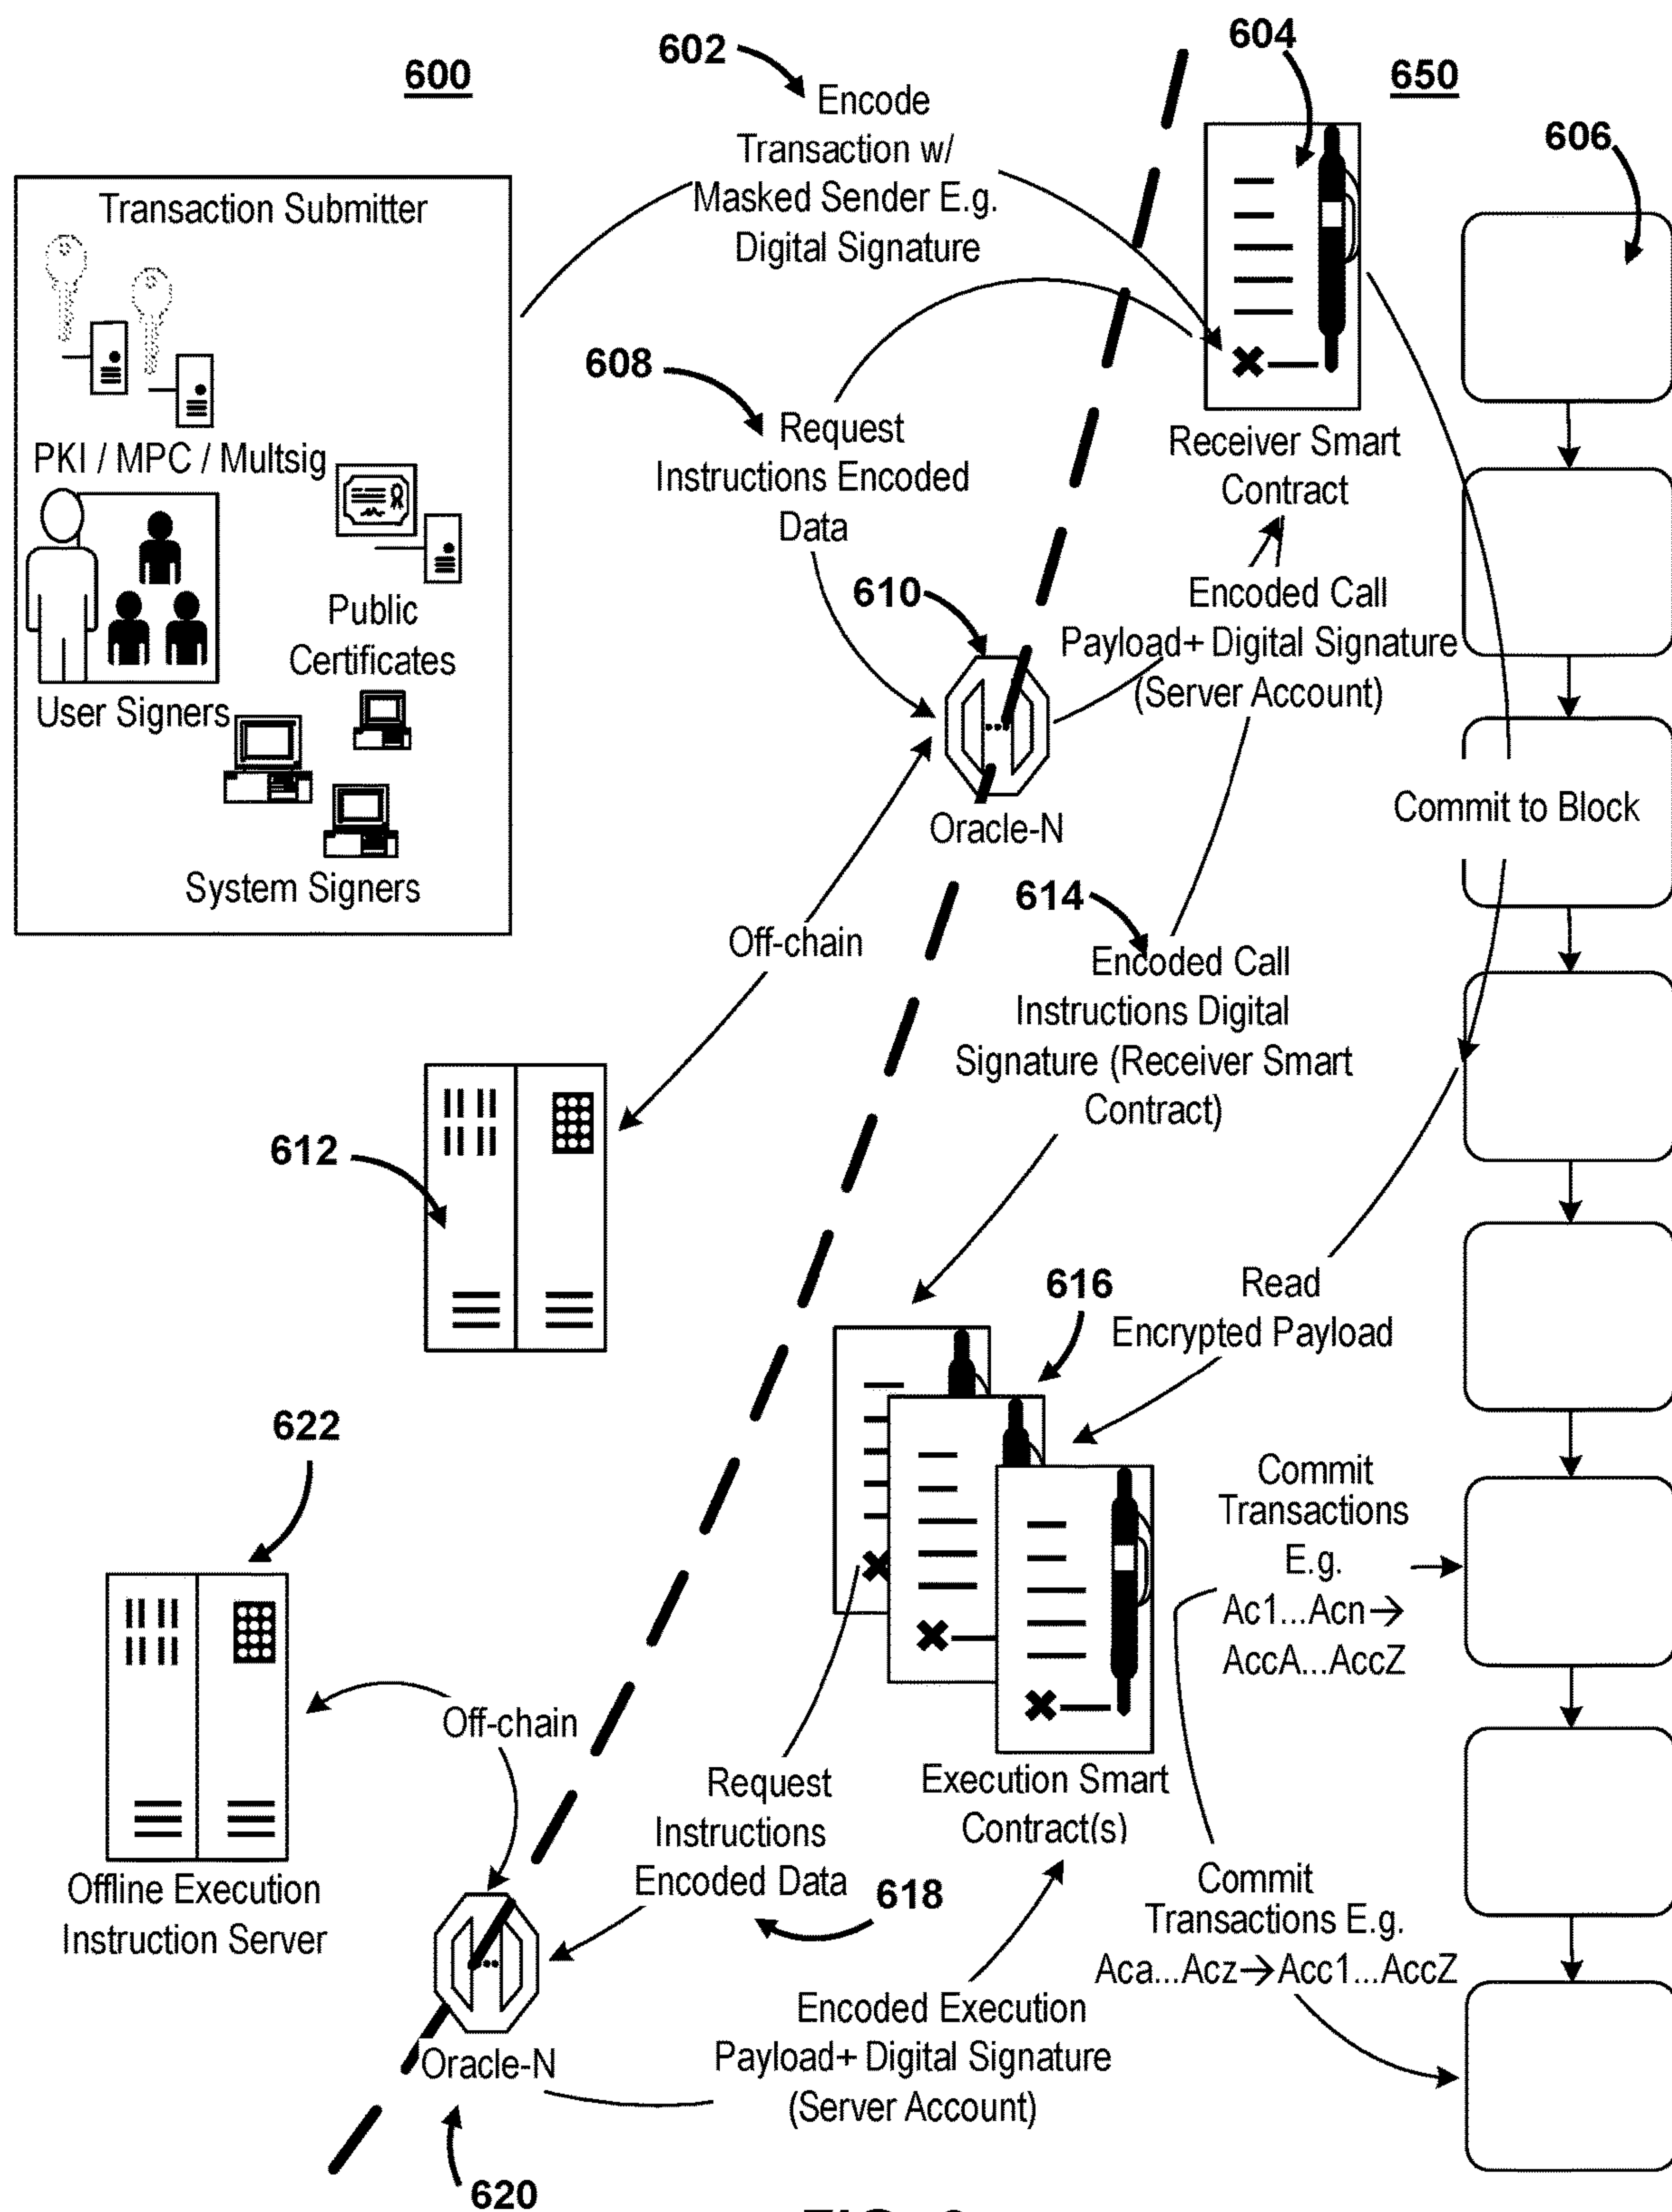 600
602
604
650
606
Encode
Transaction w/
Masked Sender E.g.
Digital Signature
Transaction Submitter
PKI / MPC / Multsig
Public
Certificates
User Signers
System Signers
608
Request
Instructions Encoded
Data
Receiver Smart
Contract
610
Encoded Call
Payload+ Digital Signature
(Server Account)
Oracle-N
Commit to Block
Off-chain
614
Encoded Call
Instructions Digital
Signature (Receiver Smart
Contract)
612
616
Read
Encrypted Payload
622
Commit
Transactions
E.g.
Ac1...Acn→
AccA...AccZ
Off-chain
Offline Execution
Instruction Server
Request
Instructions
Encoded Data
618
Execution Smart
Contract(s)
Commit
Transactions E.g.
Aca...Acz→Acc1...AccZ
Oracle-N
Encoded Execution
Payload+ Digital Signature
(Server Account)
620